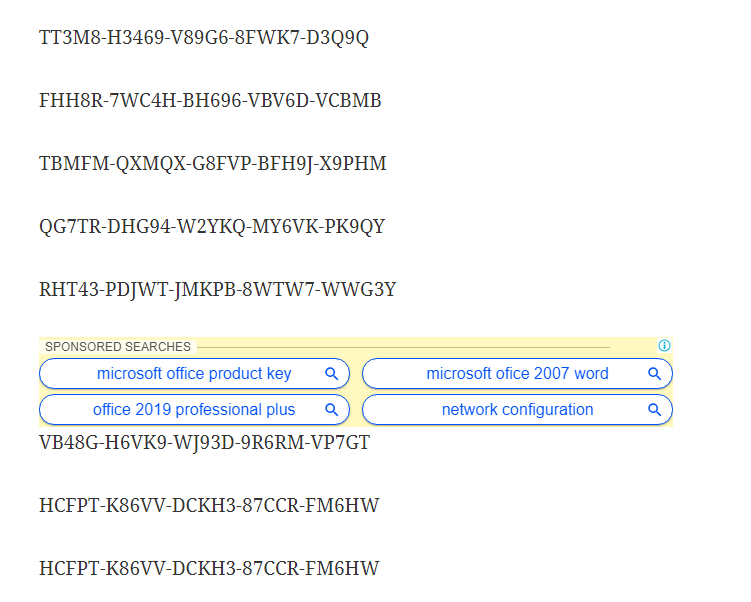 TT3M8-H3469-V89G6-8FWK7-D3Q9Q
FHH8R-7WC4H-BH696-VBV6D-VCBMB
TBMFM-QXMQX-G8FVP-BFH9J-X9PHM
QG7TR-DHG94-W2YKQ-MY6VK-PK9QY
RHT43-PDJWT-JMKPB-8WTW7-WWG3Y
SPONSORED SEARCHES
microsoft office product key
microsoft ofice 2007 word
office 2019 professional plus
network configuration
VB48G-H6VK9-WJ93D-9R6RM-VP7GT
HCFPT-K86VV-DCKH3-87CCR-FM6HW
HCFPT-K86VV-DCKH3-87CCR-FM6HW